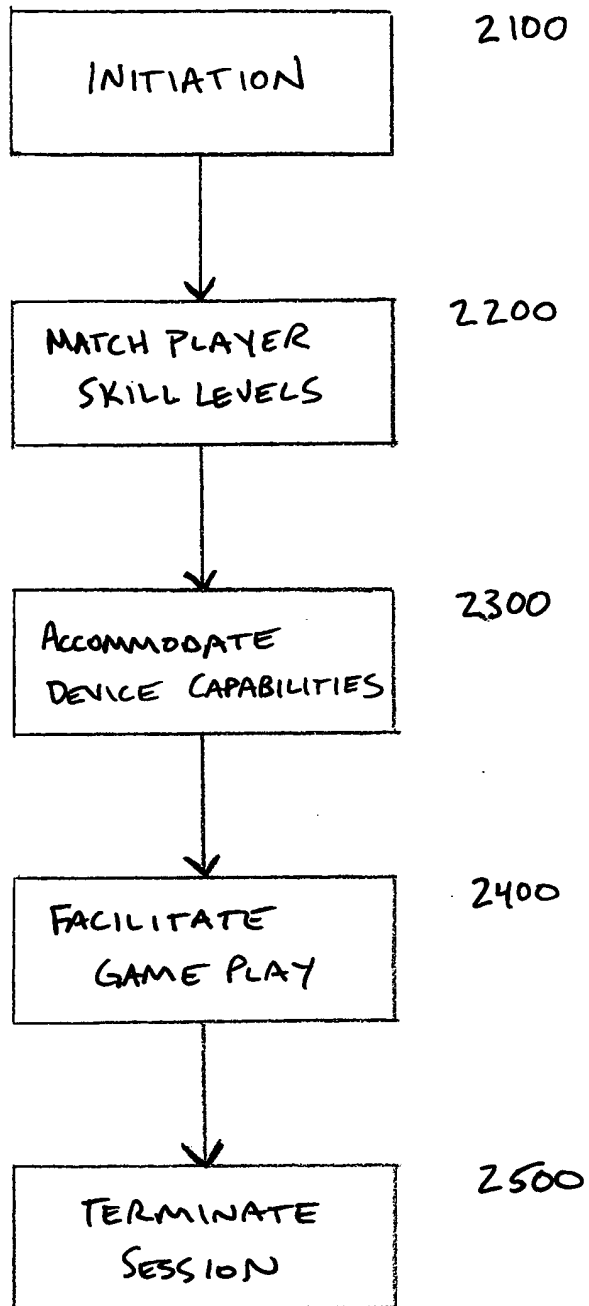 INITIATION
2100
MATCH PLAYER
SKILL LEVELS
2200
ACCOMMODATE
DEVICE CAPABILITIES
2300
FACILITATE
GAME PLAY
2400
TERMINATE
SESSION
2500